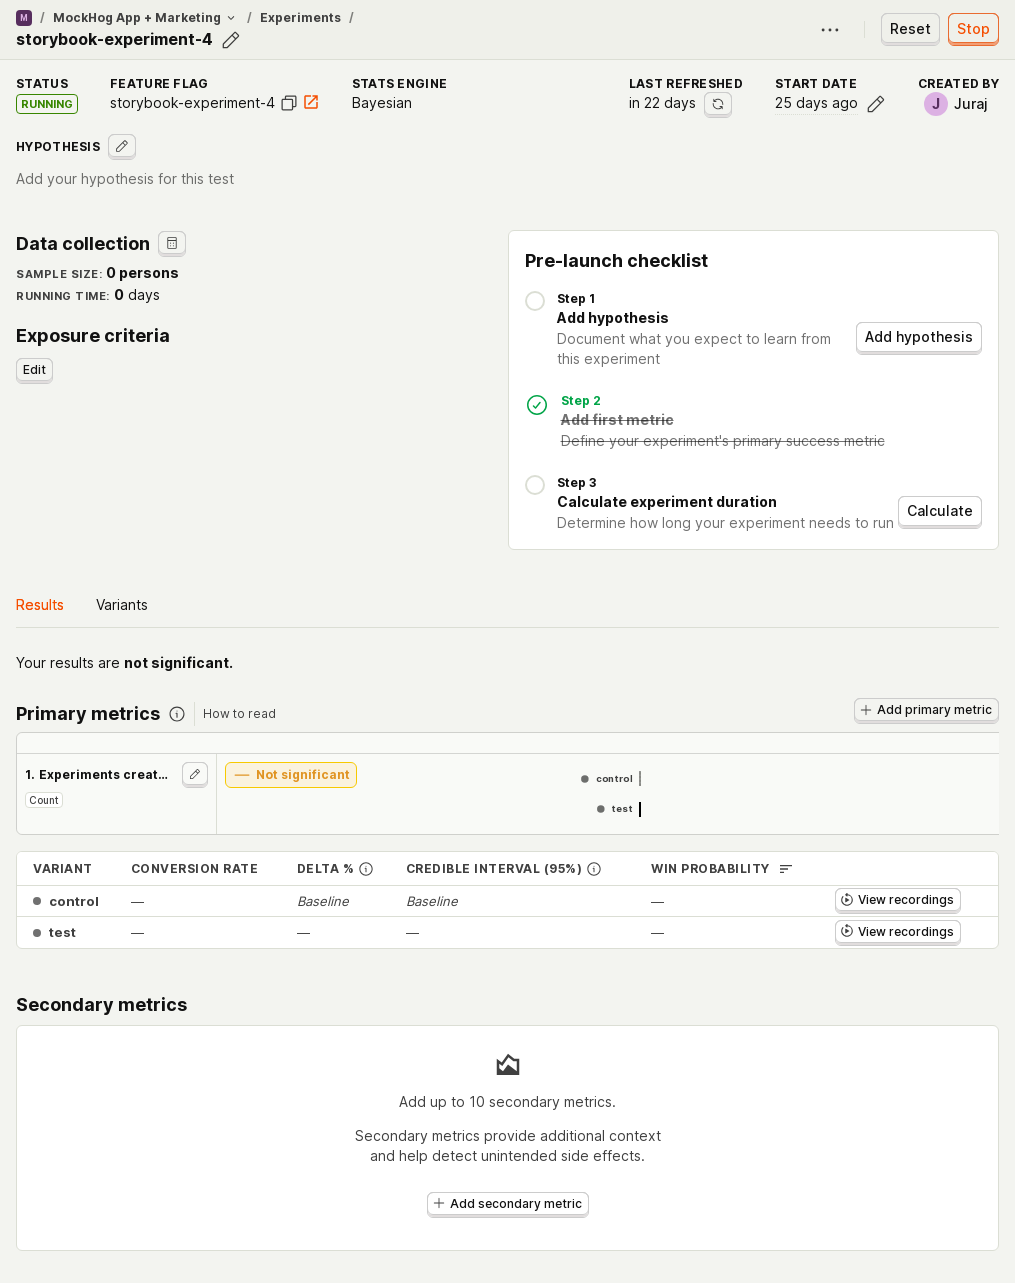 M / MockHog App + Marketing / Experiments /
storybook-experiment-4
Reset
Stop
STATUS
RUNNING
FEATURE FLAG
storybook-experiment-4
STATS ENGINE
Bayesian
LAST REFRESHED
in 22 days
START DATE
25 days ago
CREATED BY
J Juraj
HYPOTHESIS
Add your hypothesis for this test
Data collection
SAMPLE SIZE: 0 persons
RUNNING TIME: 0 days
Exposure criteria
Edit
Pre-launch checklist
Step 1
Add hypothesis
Document what you expect to learn from
this experiment
Add hypothesis
Step 2
Add first metric
Define your experiment's primary success metric
Step 3
Calculate experiment duration
Determine how long your experiment needs to run
Calculate
Results Variants
Your results are not significant.
Primary metrics How to read
Add primary metric
1. Experiments creat...
Count
— Not significant
control
test
VARIANT CONVERSION RATE DELTA % CREDIBLE INTERVAL (95%) WIN PROBABILITY
control — Baseline Baseline — View recordings
test — — — — View recordings
Secondary metrics
Add up to 10 secondary metrics.
Secondary metrics provide additional context
and help detect unintended side effects.
Add secondary metric